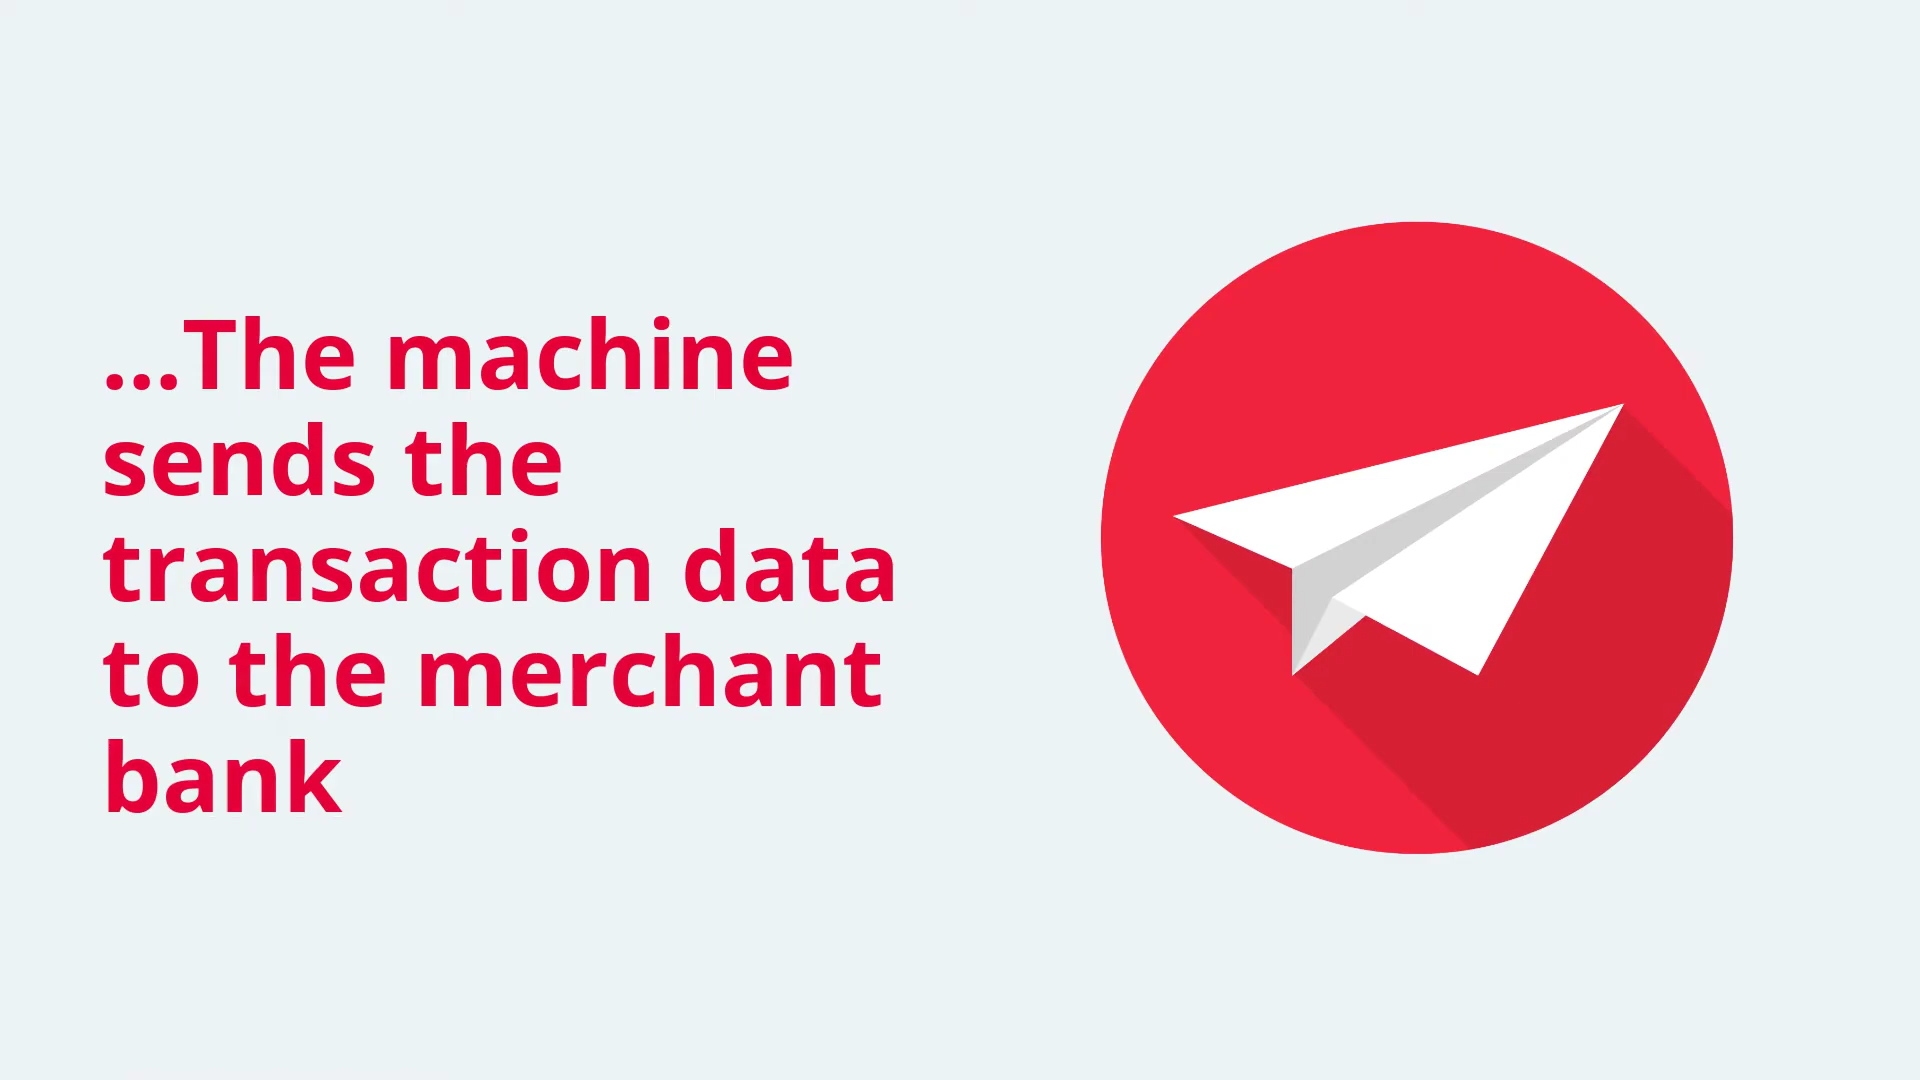 ...The machine
sends the
transaction data
to the merchant
bank